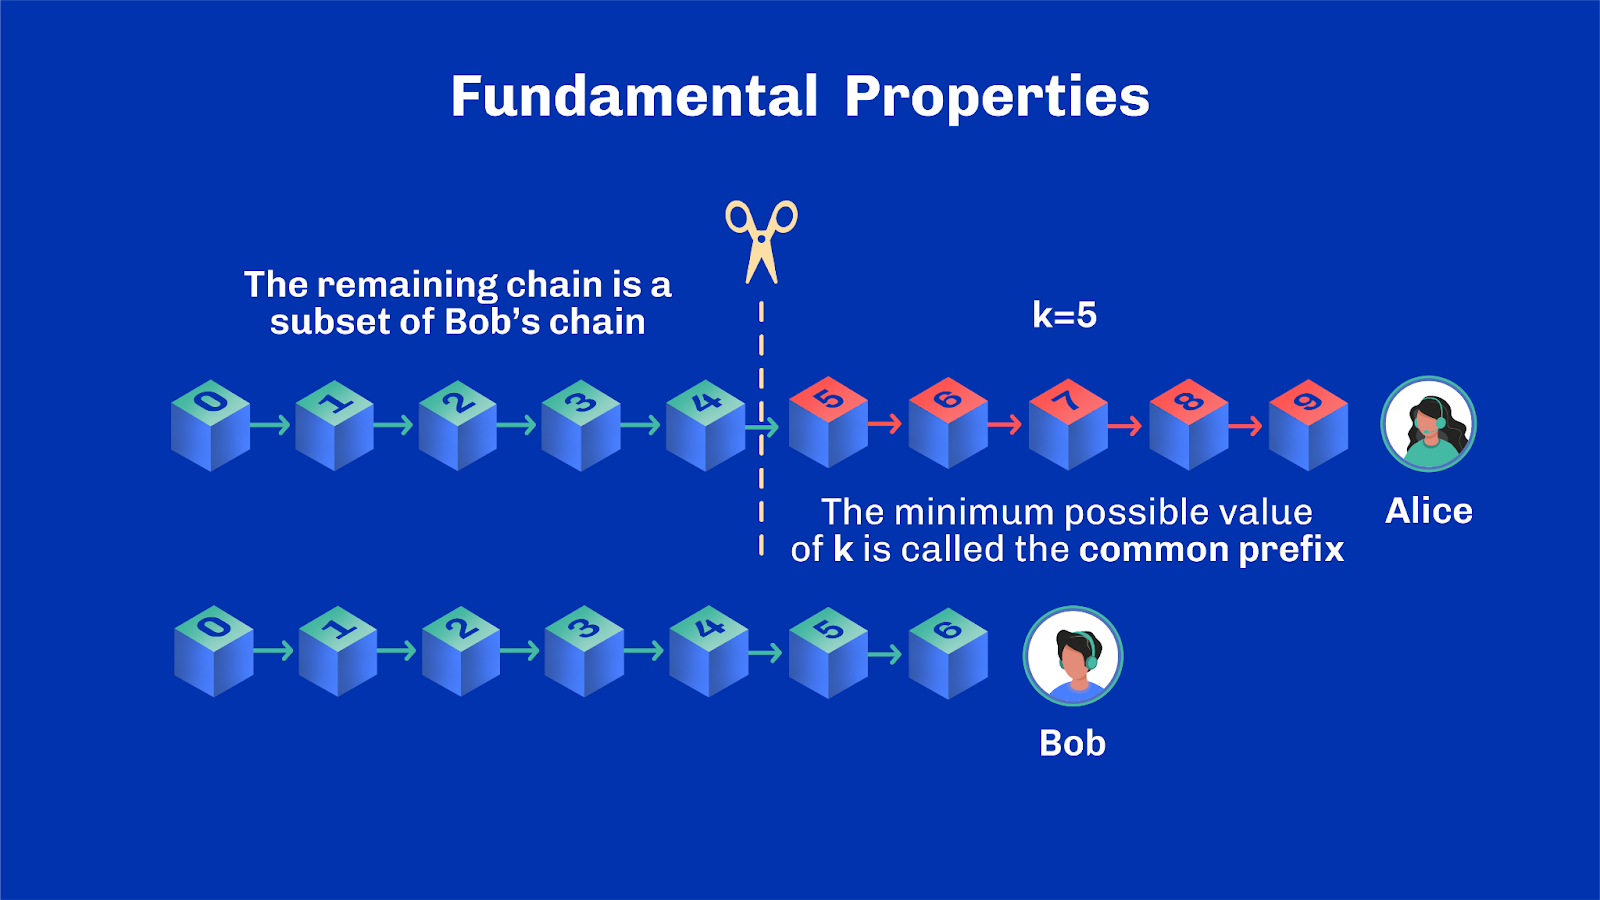 Fundamental Properties
The remaining chain is a
subset of Bob’s chain
k=5
0 1 2 3 4 5 6 7 8 9
Alice
The minimum possible value
of k is called the common prefix
0 1 2 3 4 5 6
Bob